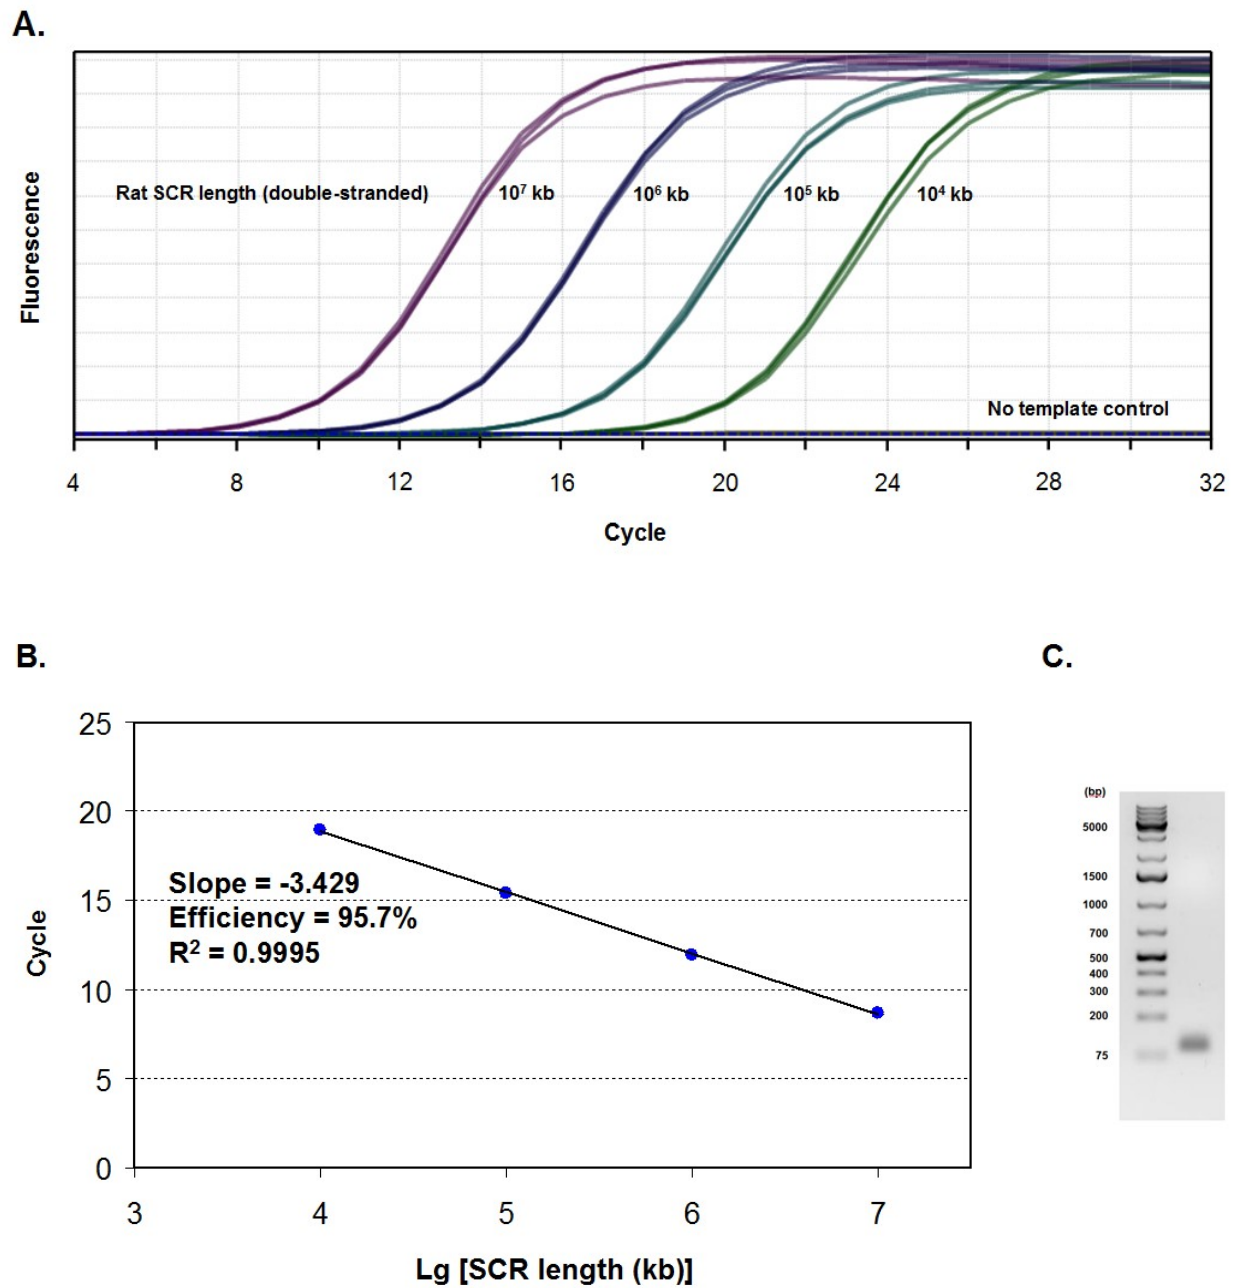 A.
Fluorescence
Rat SCR length (double-stranded)
10⁷ kb
10⁶ kb
10⁵ kb
10⁴ kb
No template control
4 8 12 16 20 24 28 32
Cycle
B.
Cycle
25
20
15
10
5
0
Slope = -3.429
Efficiency = 95.7%
R² = 0.9995
3 4 5 6 7
Lg [SCR length (kb)]
C.
(bp)
5000
1500
1000
700
500
400
300
200
75